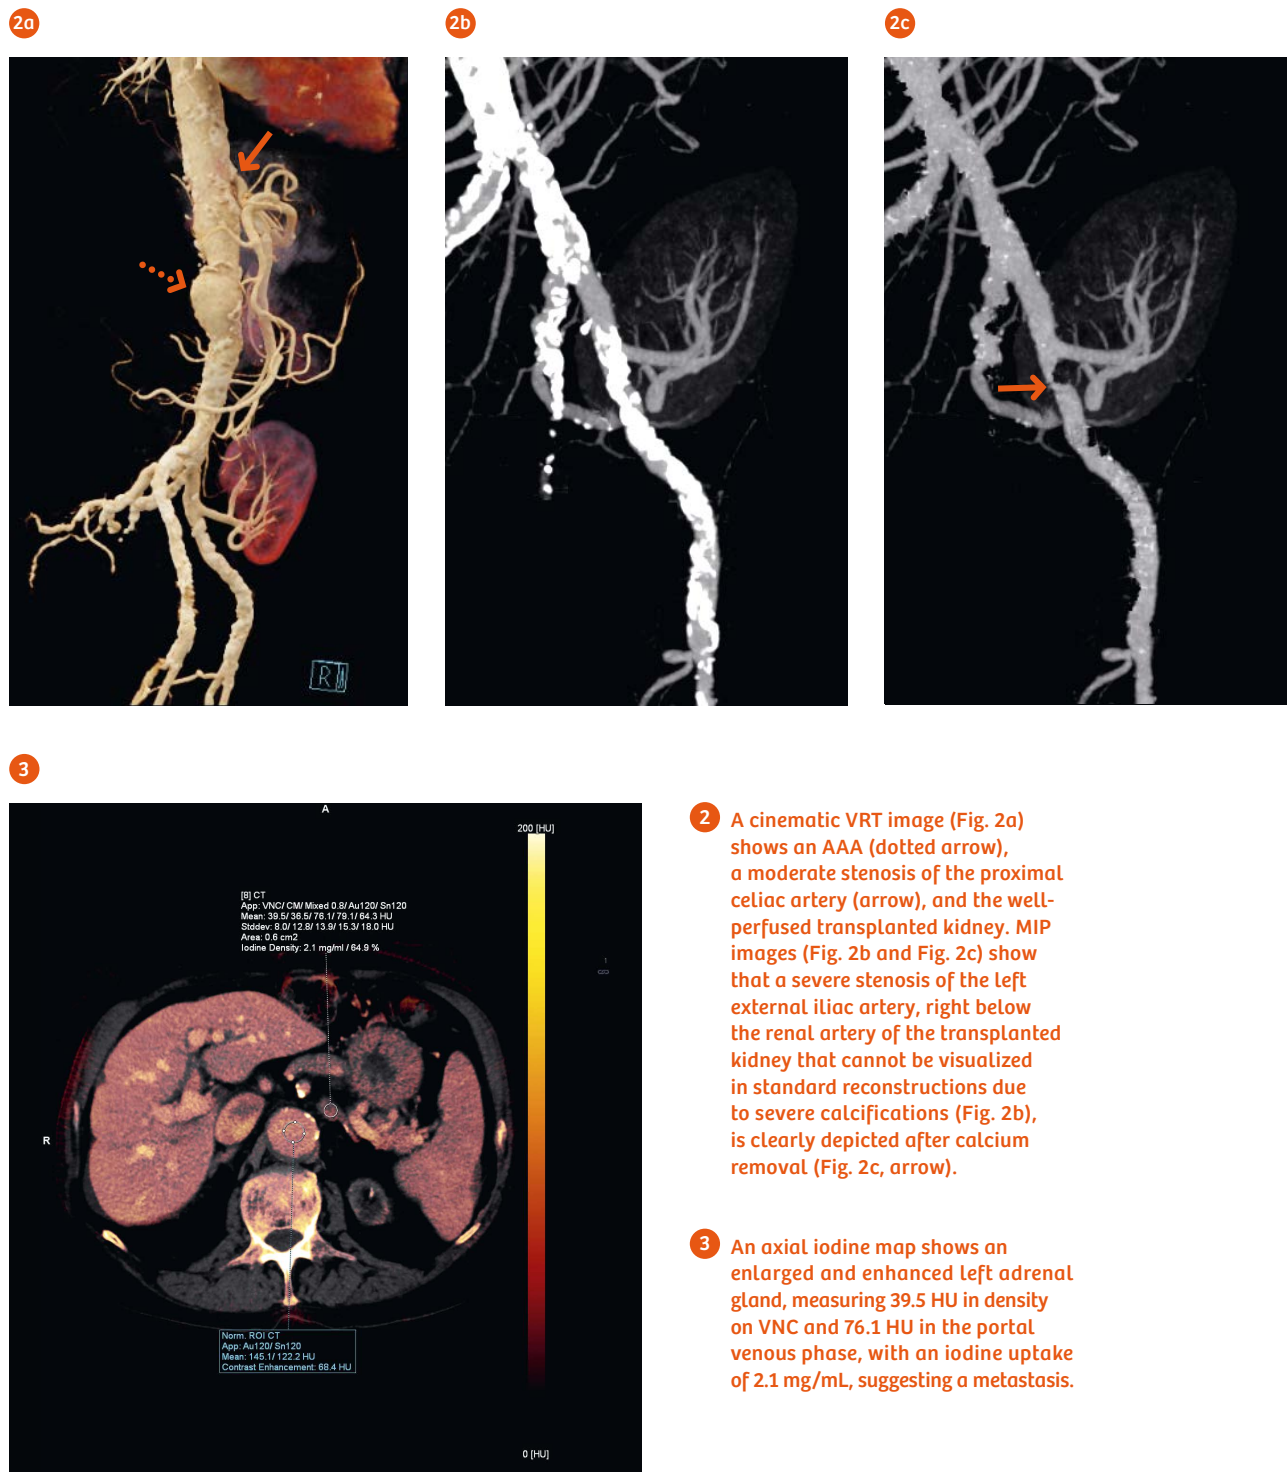 2a
2b
2c
R
3
A
200 [HU]
[8] CT
App: VNC/ CM/ Mixed 0.8/ Au120/ Sn120
Mean: 39.5/ 36.5/ 76.1/ 79.1/ 64.3 HU
Stddev: 8.0/ 12.8/ 13.9/ 15.3/ 18.0 HU
Area: 0.6 cm2
Iodine Density: 2.1 mg/ml / 64.9 %
1
R
Norm. ROI CT
App: Au120/ Sn120
Mean: 145.1/ 122.2 HU
Contrast Enhancement: 68.4 HU
0 [HU]
2 A cinematic VRT image (Fig. 2a)
shows an AAA (dotted arrow),
a moderate stenosis of the proximal
celiac artery (arrow), and the well-
perfused transplanted kidney. MIP
images (Fig. 2b and Fig. 2c) show
that a severe stenosis of the left
external iliac artery, right below
the renal artery of the transplanted
kidney that cannot be visualized
in standard reconstructions due
to severe calcifications (Fig. 2b),
is clearly depicted after calcium
removal (Fig. 2c, arrow).
3 An axial iodine map shows an
enlarged and enhanced left adrenal
gland, measuring 39.5 HU in density
on VNC and 76.1 HU in the portal
venous phase, with an iodine uptake
of 2.1 mg/mL, suggesting a metastasis.